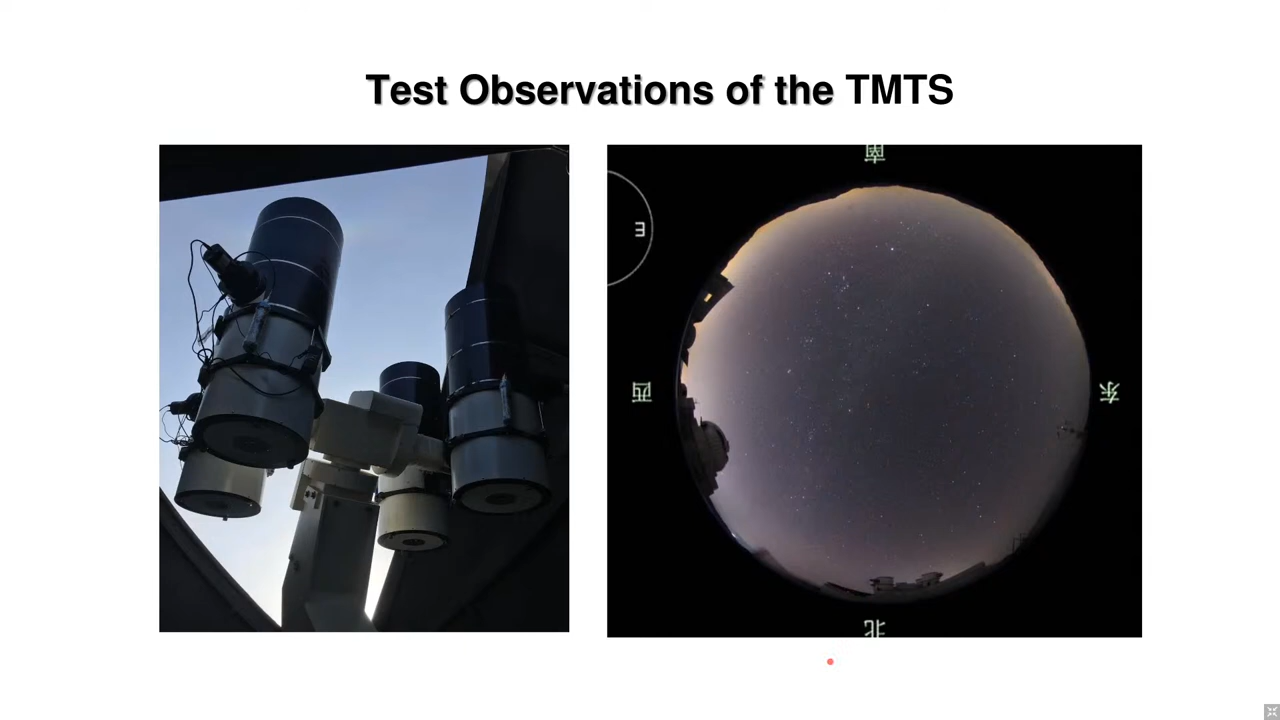 Test Observations of the TMTS
南
E
西
东
北